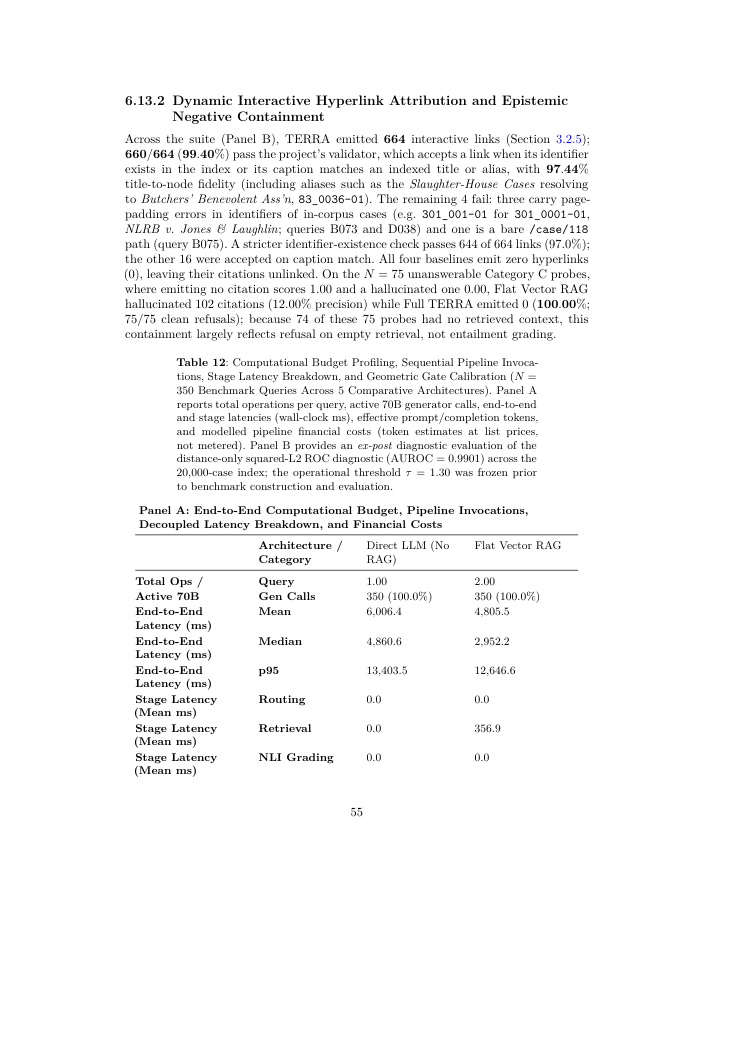 6.13.2 Dynamic Interactive Hyperlink Attribution and Epistemic
Negative Containment
Across the suite (Panel B), TERRA emitted 664 interactive links (Section 3.2.5);
660/664 (99.40%) pass the project's validator, which accepts a link when its identifier
exists in the index or its caption matches an indexed title or alias, with 97.44%
title-to-node fidelity (including aliases such as the Slaughter-House Cases resolving
to Butchers' Benevolent Ass'n, 83_0036-01). The remaining 4 fail: three carry page-
padding errors in identifiers of in-corpus cases (e.g. 301_001-01 for 301_0001-01,
NLRB v. Jones & Laughlin; queries B073 and D038) and one is a bare /case/118
path (query B075). A stricter identifier-existence check passes 644 of 664 links (97.0%);
the other 16 were accepted on caption match. All four baselines emit zero hyperlinks
(0), leaving their citations unlinked. On the N = 75 unanswerable Category C probes,
where emitting no citation scores 1.00 and a hallucinated one 0.00, Flat Vector RAG
hallucinated 102 citations (12.00% precision) while Full TERRA emitted 0 (100.00%;
75/75 clean refusals); because 74 of these 75 probes had no retrieved context, this
containment largely reflects refusal on empty retrieval, not entailment grading.
Table 12: Computational Budget Profiling, Sequential Pipeline Invoca-
tions, Stage Latency Breakdown, and Geometric Gate Calibration (N =
350 Benchmark Queries Across 5 Comparative Architectures). Panel A
reports total operations per query, active 70B generator calls, end-to-end
and stage latencies (wall-clock ms), effective prompt/completion tokens,
and modelled pipeline financial costs (token estimates at list prices,
not metered). Panel B provides an ex-post diagnostic evaluation of the
distance-only squared-L2 ROC diagnostic (AUROC = 0.9901) across the
20,000-case index; the operational threshold τ = 1.30 was frozen prior
to benchmark construction and evaluation.
Panel A: End-to-End Computational Budget, Pipeline Invocations,
Decoupled Latency Breakdown, and Financial Costs
Architecture / Direct LLM (No Flat Vector RAG
Category RAG)
Total Ops / Query 1.00 2.00
Active 70B Gen Calls 350 (100.0%) 350 (100.0%)
End-to-End Mean 6,006.4 4,805.5
Latency (ms)
End-to-End Median 4,860.6 2,952.2
Latency (ms)
End-to-End p95 13,403.5 12,646.6
Latency (ms)
Stage Latency Routing 0.0 0.0
(Mean ms)
Stage Latency Retrieval 0.0 356.9
(Mean ms)
Stage Latency NLI Grading 0.0 0.0
(Mean ms)
55